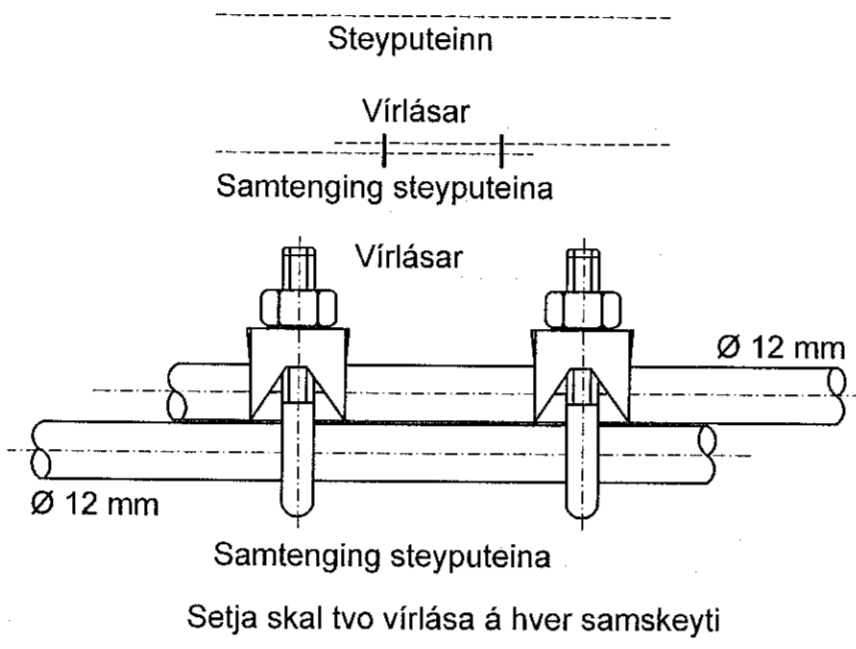 Steyputeinn
Vírlásar
Samtenging steyputeina
Vírlásar
Ø 12 mm
Ø 12 mm
Samtenging steyputeina
Setja skal tvo vírlása á hver samskeyti